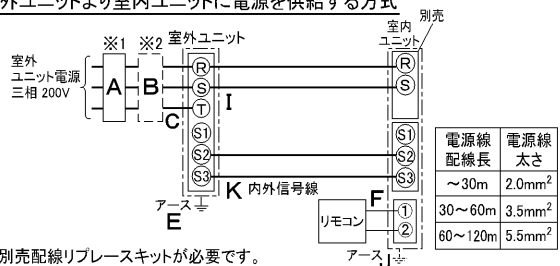 外ユニットより室内ユニットに電源を供給する方式
※1
※2
室外ユニット
室内
ユニット
別売
室外
ユニット電源
三相 200V
A
B
C
R
S
T
S1
S2
S3
I
K
内外信号線
アース
E
R
S
S1
S2
S3
F
リモコン
①
②
アース
J
電源線
配線長
電源線
太さ
~30m
2.0mm²
30~60m
3.5mm²
60~120m
5.5mm²
別売配線リプレースキットが必要です。